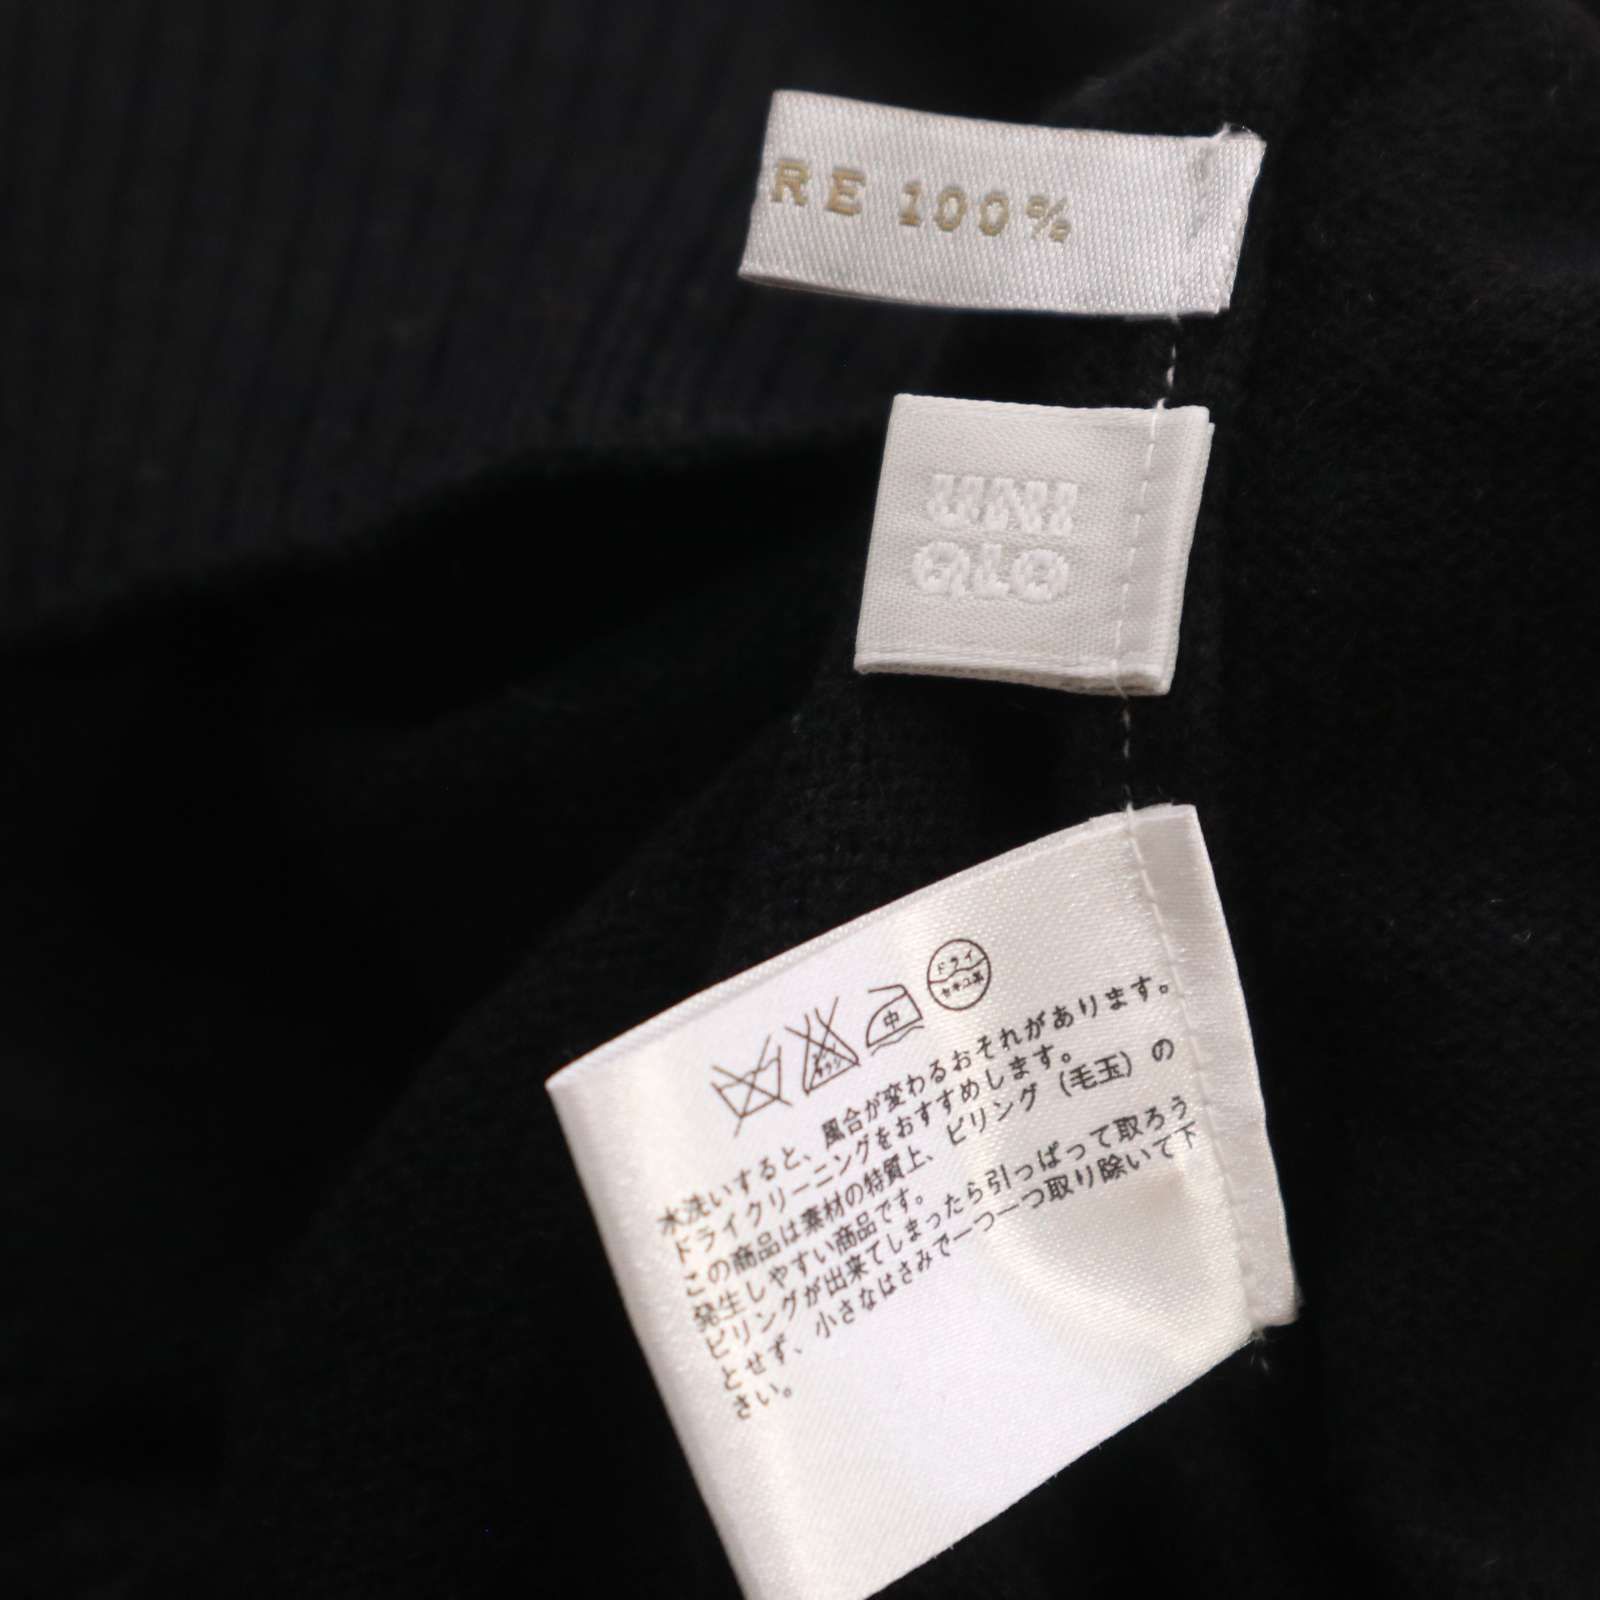 RE 100%
UNI
QLO
ドライ
セキユ系
中
エンソ
サラシ
水洗いすると、風合が変わるおそれがあります。
ドライクリーニングをおすすめします。
この商品は素材の特質上、ピリング（毛玉）の
発生しやすい商品です。
ピリングが出来てしまったら引っぱって取ろう
とせず、小さなはさみで一つ一つ取り除いて下
さい。